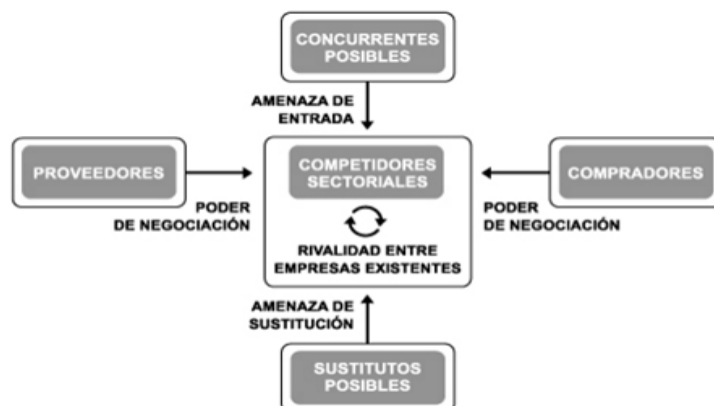 CONCURRENTES
POSIBLES
AMENAZA DE
ENTRADA
PROVEEDORES
PODER
DE NEGOCIACIÓN
COMPETIDORES
SECTORIALES
RIVALIDAD ENTRE
EMPRESAS EXISTENTES
COMPRADORES
PODER
DE NEGOCIACIÓN
AMENAZA DE
SUSTITUCIÓN
SUSTITUTOS
POSIBLES